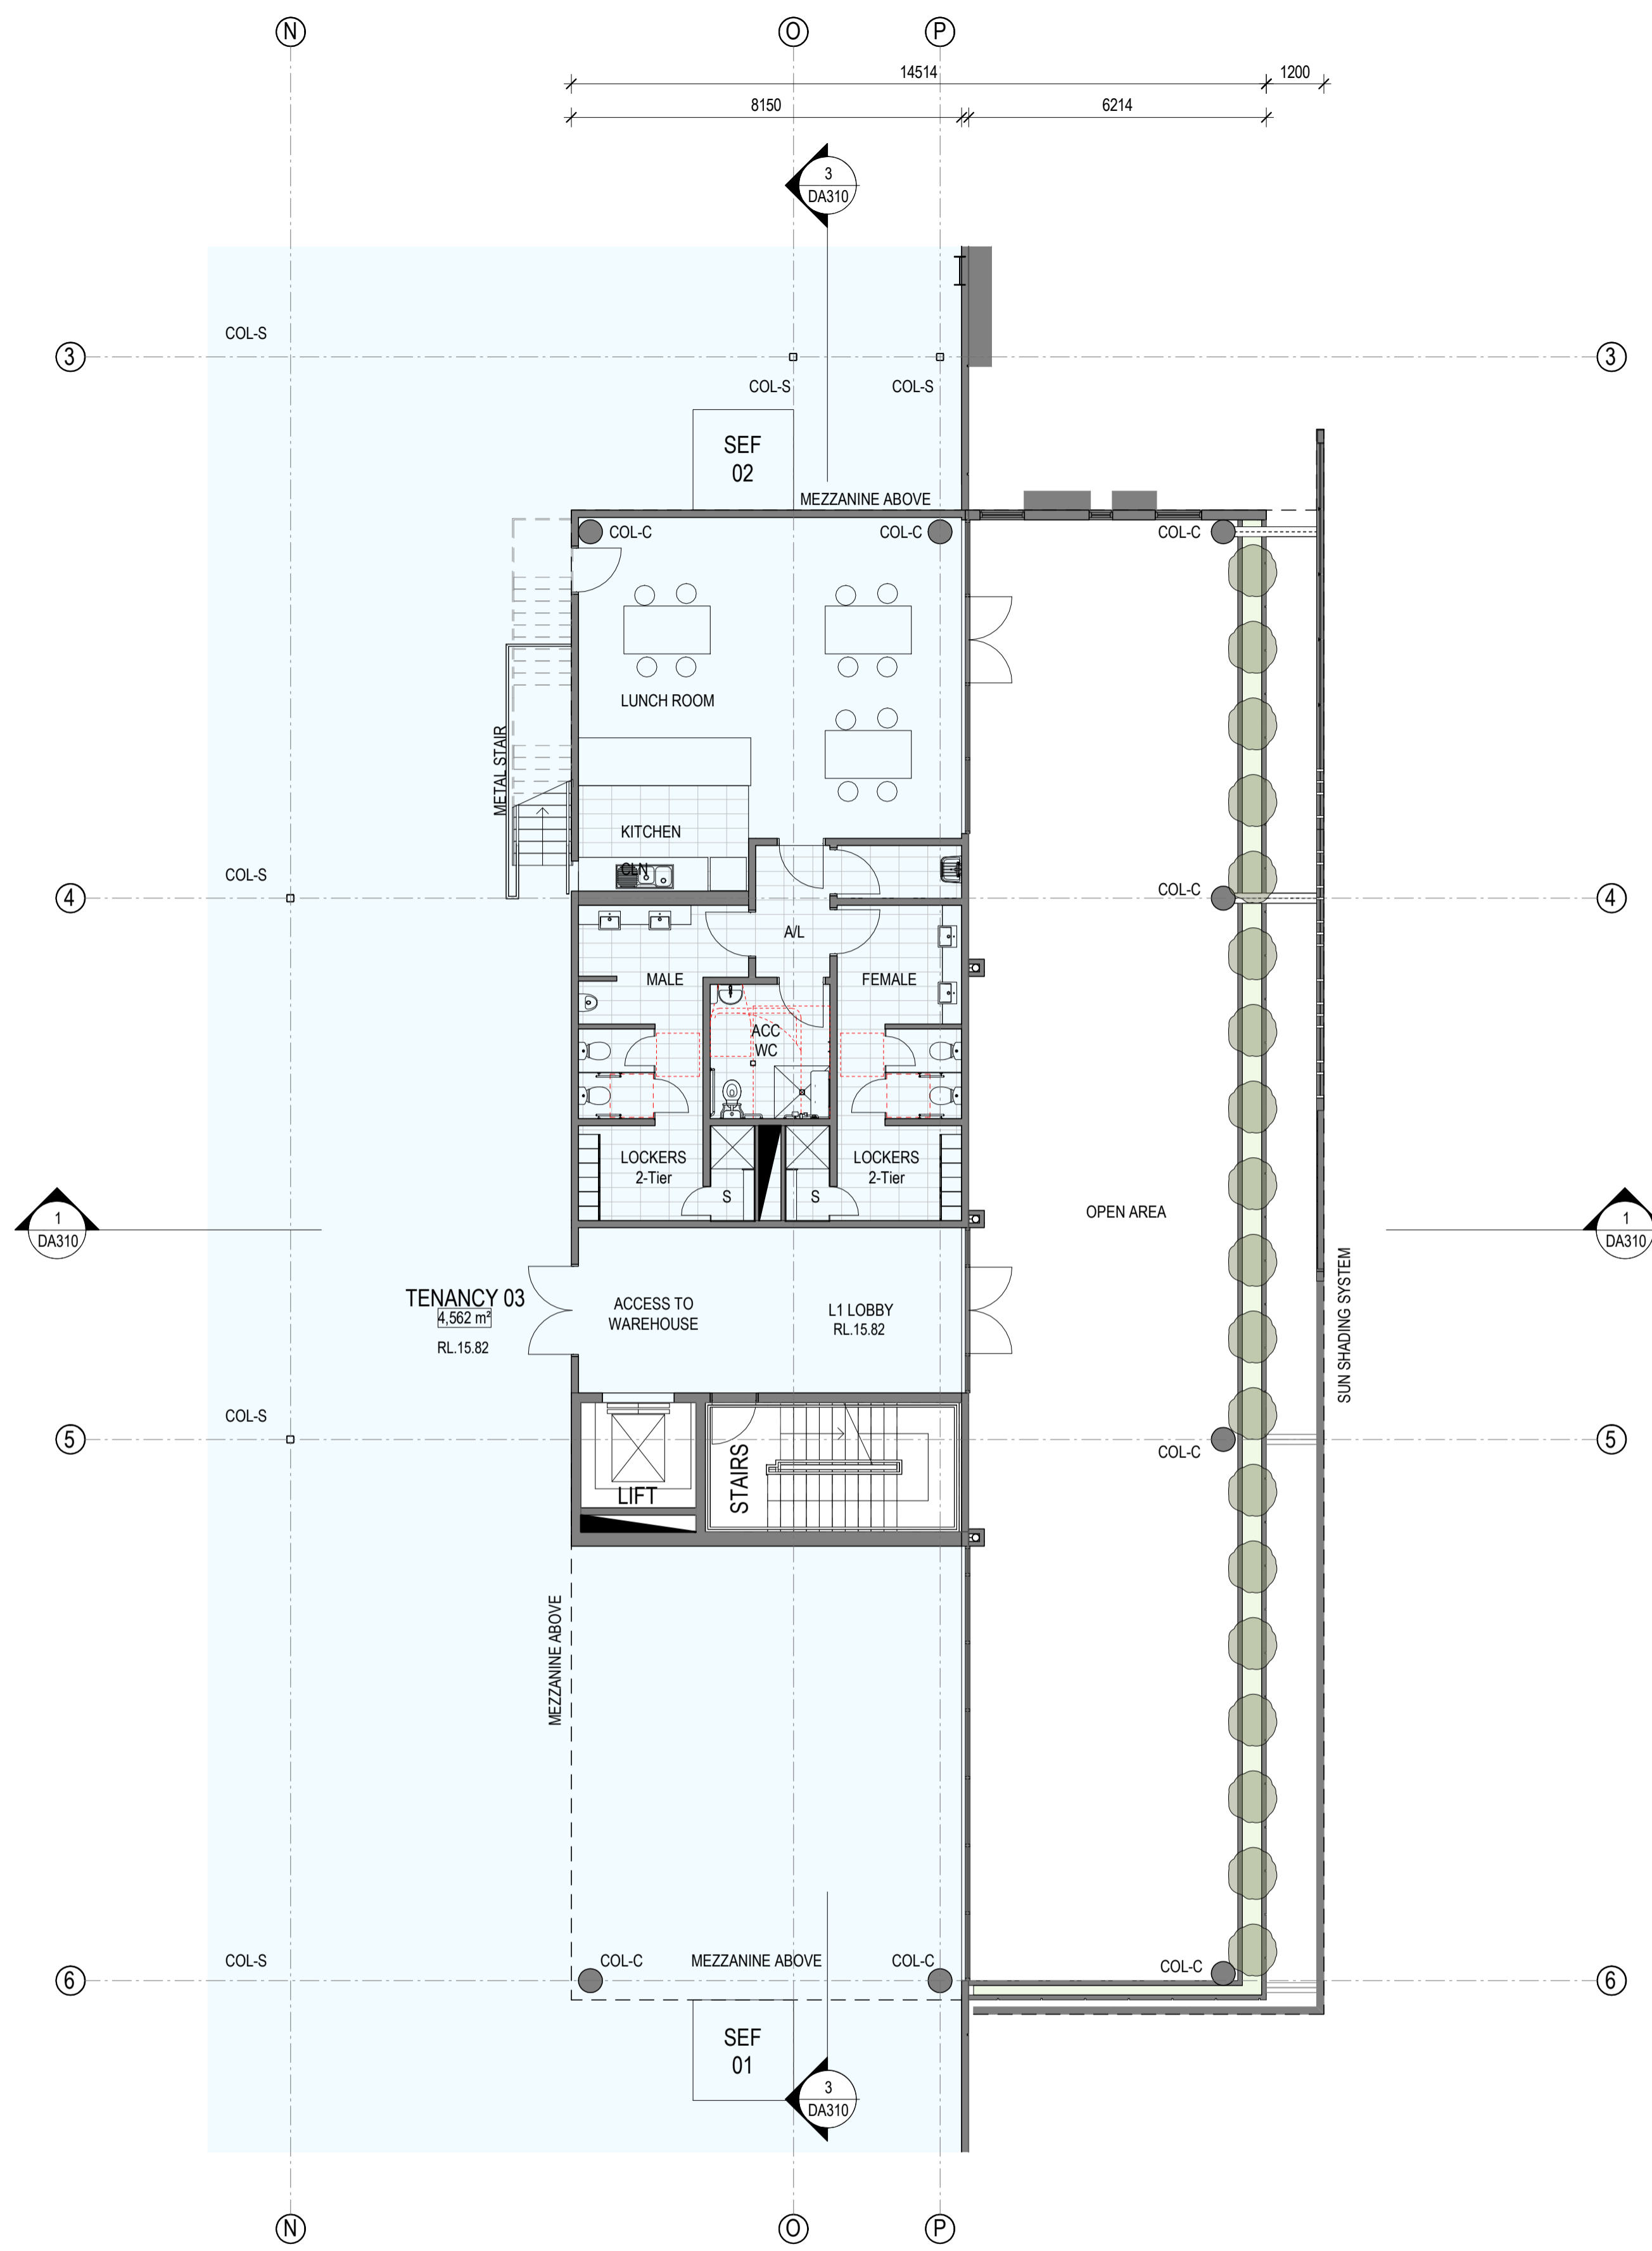 N
O
P
14514
1200
8150
6214
3
DA310
COL-S
3
3
COL-S
COL-S
SEF
02
MEZZANINE ABOVE
COL-C
COL-C
COL-C
LUNCH ROOM
METAL STAIR
KITCHEN
CLN
COL-S
COL-C
4
4
A/L
MALE
FEMALE
ACC
WC
LOCKERS
2-Tier
LOCKERS
2-Tier
S
S
OPEN AREA
1
DA310
1
DA310
SUN SHADING SYSTEM
TENANCY 03
4,562 m²
RL.15.82
ACCESS TO
WAREHOUSE
L1 LOBBY
RL.15.82
COL-S
5
5
COL-C
LIFT
STAIRS
MEZZANINE ABOVE
COL-S
COL-C
MEZZANINE ABOVE
COL-C
COL-C
6
6
SEF
01
3
DA310
N
O
P